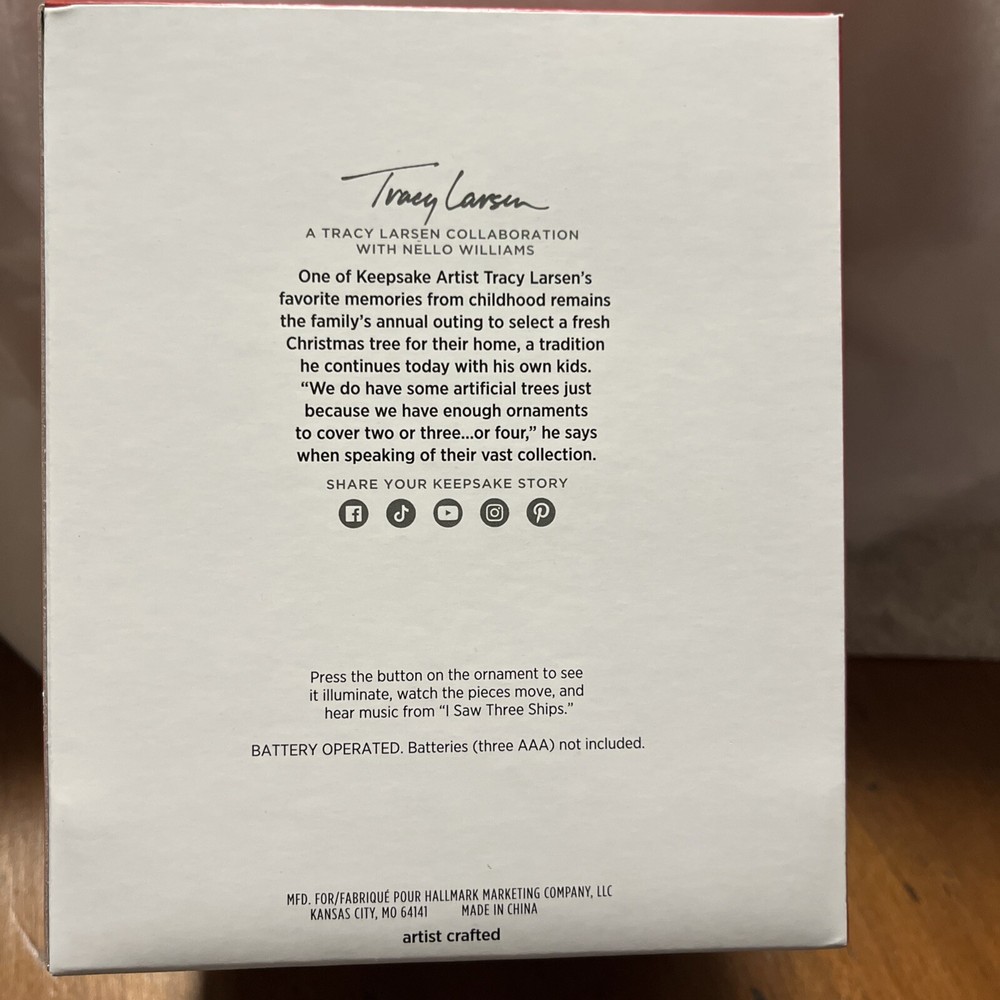 Tracy Larsen
A TRACY LARSEN COLLABORATION
WITH NELLO WILLIAMS
One of Keepsake Artist Tracy Larsen's
favorite memories from childhood remains
the family's annual outing to select a fresh
Christmas tree for their home, a tradition
he continues today with his own kids.
“We do have some artificial trees just
because we have enough ornaments
to cover two or three...or four,” he says
when speaking of their vast collection.
SHARE YOUR KEEPSAKE STORY
Press the button on the ornament to see
it illuminate, watch the pieces move, and
hear music from “I Saw Three Ships.”
BATTERY OPERATED. Batteries (three AAA) not included.
MFD. FOR/FABRIQUÉ POUR HALLMARK MARKETING COMPANY, LLC
KANSAS CITY, MO 64141 MADE IN CHINA
artist crafted